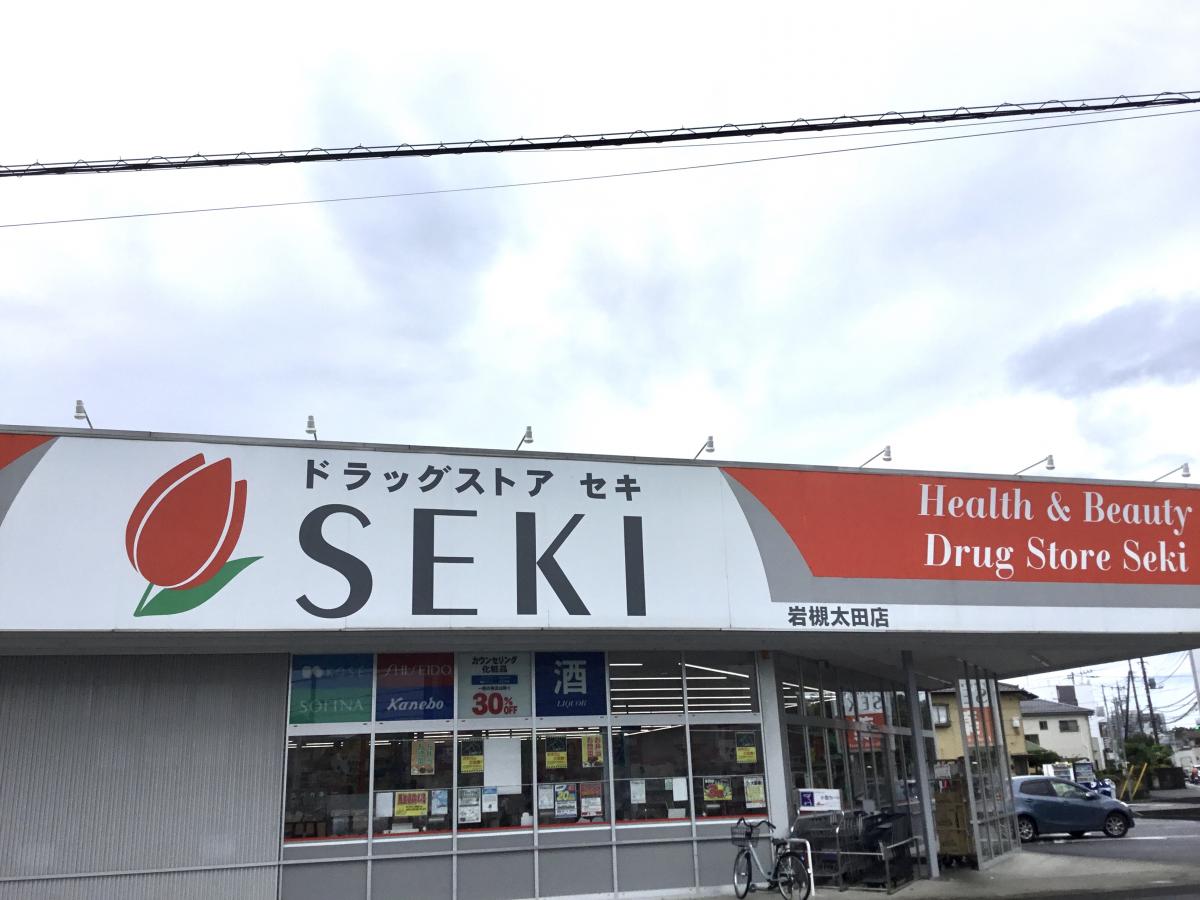 ドラッグストア セキ
SEKI
Health & Beauty
Drug Store Seki
岩槻太田店
KOSÉ
SOFINA
SHISEIDO
Kanebo
カウンセリング
化粧品
30%
OFF
酒
LIQUOR